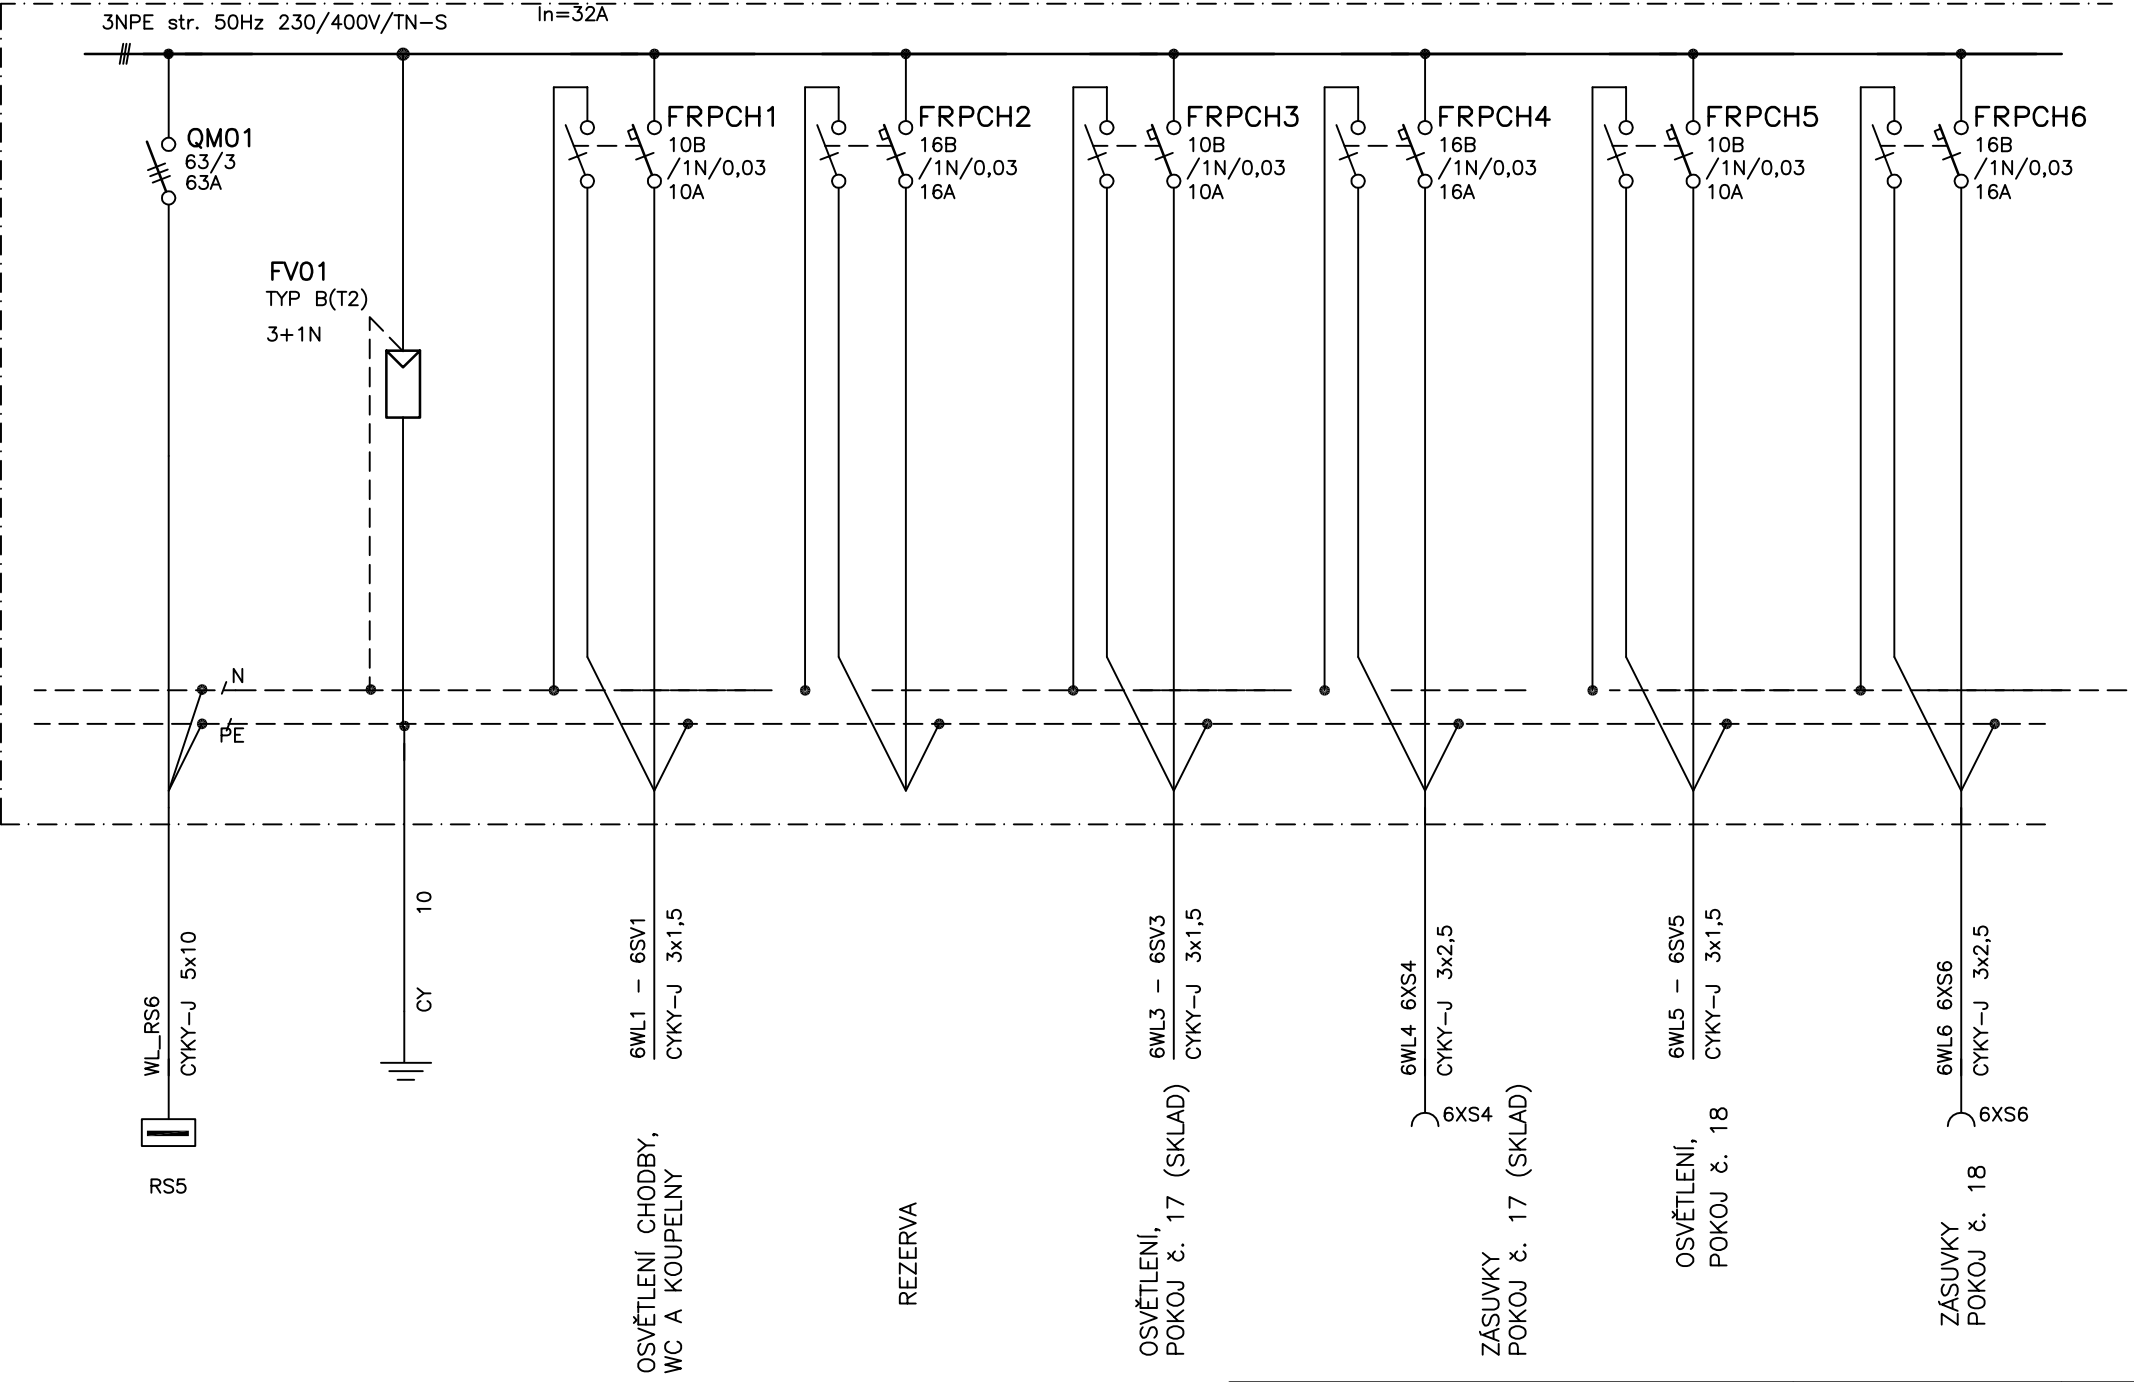 3NPE str. 50Hz 230/400V/TN-S
In=32A
QM01
63/3
63A
FV01
TYP B(T2)
3+1N
FRPCH1
10B
/1N/0,03
10A
FRPCH2
16B
/1N/0,03
16A
FRPCH3
10B
/1N/0,03
10A
FRPCH4
16B
/1N/0,03
16A
FRPCH5
10B
/1N/0,03
10A
FRPCH6
16B
/1N/0,03
16A
N
PE
WL_RS6
CYKY-J 5x10
RS5
CY 10
6WL1 - 6SV1
CYKY-J 3x1,5
OSVĚTLENÍ CHODBY,
WC A KOUPELNY
REZERVA
6WL3 - 6SV3
CYKY-J 3x1,5
OSVĚTLENÍ,
POKOJ č. 17 (SKLAD)
6WL4 6XS4
CYKY-J 3x2,5
6XS4
ZÁSUVKY
POKOJ č. 17 (SKLAD)
6WL5 - 6SV5
CYKY-J 3x1,5
OSVĚTLENÍ,
POKOJ č. 18
6WL6 6XS6
CYKY-J 3x2,5
6XS6
ZÁSUVKY
POKOJ č. 18